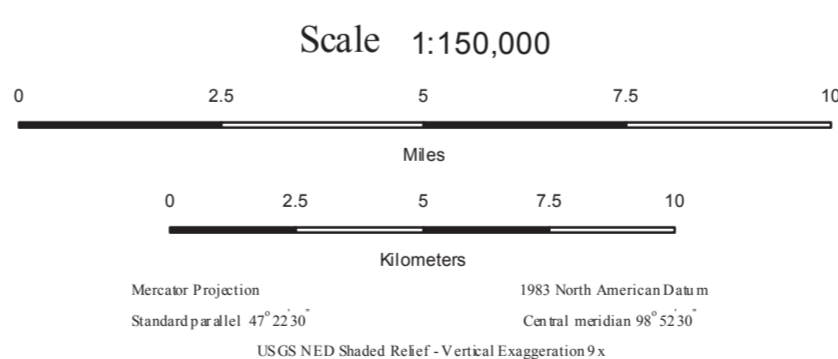 Scale 1:150,000
0 2.5 5 7.5 10
Miles
0 2.5 5 7.5 10
Kilometers
Mercator Projection 1983 North American Datum
Standard parallel 47° 22' 30" Central meridian 98° 52' 30"
USGS NED Shaded Relief - Vertical Exaggeration 9x